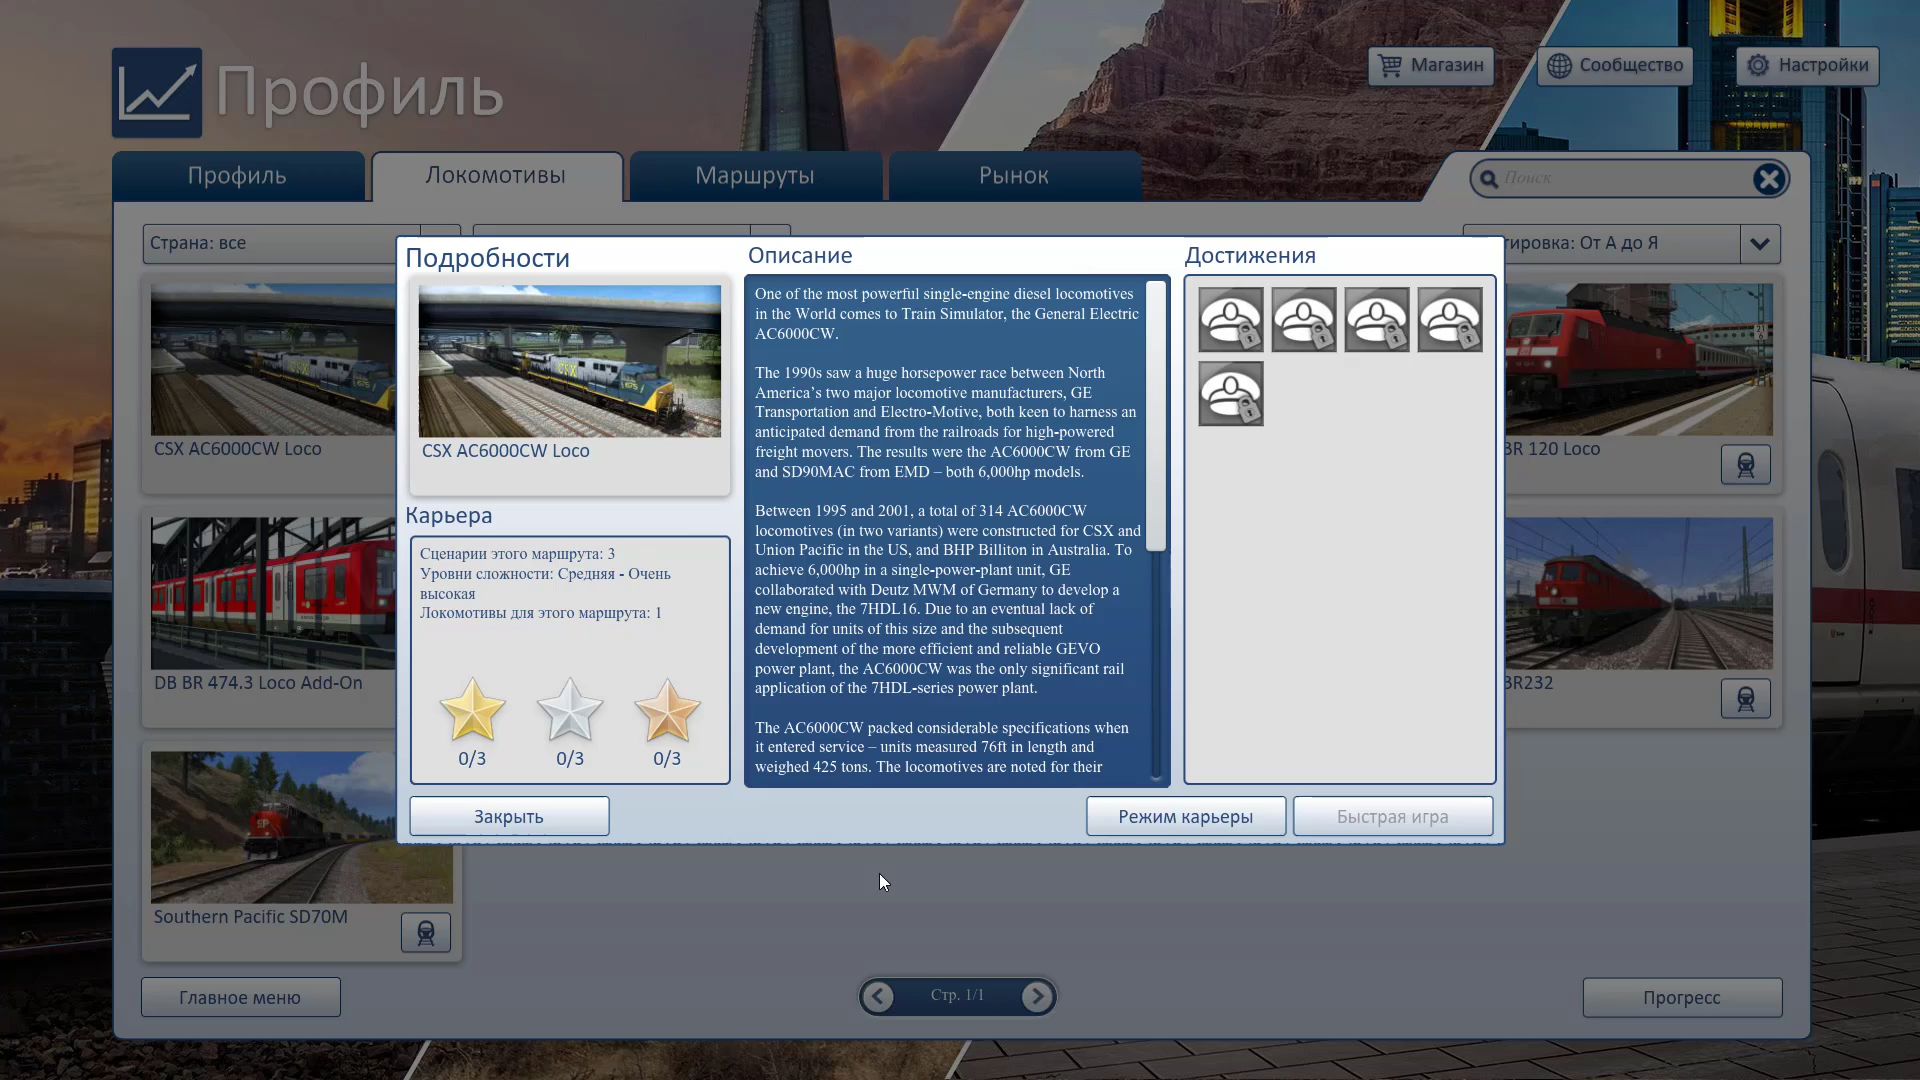 Профиль
Магазин
Сообщество
Настройки
Профиль
Локомотивы
Маршруты
Рынок
Поиск
Страна: все
ировка: От А до Я
CSX AC6000CW Loco
DB BR 474.3 Loco Add-On
Southern Pacific SD70M
BR 120 Loco
BR232
Подробности
CSX AC6000CW Loco
Карьера
Сценарии этого маршрута: 3
Уровни сложности: Средняя - Очень
высокая
Локомотивы для этого маршрута: 1
0/3
0/3
0/3
Описание
One of the most powerful single-engine diesel locomotives
in the World comes to Train Simulator, the General Electric
AC6000CW.
The 1990s saw a huge horsepower race between North
America's two major locomotive manufacturers, GE
Transportation and Electro-Motive, both keen to harness an
anticipated demand from the railroads for high-powered
freight movers. The results were the AC6000CW from GE
and SD90MAC from EMD – both 6,000hp models.
Between 1995 and 2001, a total of 314 AC6000CW
locomotives (in two variants) were constructed for CSX and
Union Pacific in the US, and BHP Billiton in Australia. To
achieve 6,000hp in a single-power-plant unit, GE
collaborated with Deutz MWM of Germany to develop a
new engine, the 7HDL16. Due to an eventual lack of
demand for units of this size and the subsequent
development of the more efficient and reliable GEVO
power plant, the AC6000CW was the only significant rail
application of the 7HDL-series power plant.
The AC6000CW packed considerable specifications when
it entered service – units measured 76ft in length and
weighed 425 tons. The locomotives are noted for their
Достижения
Закрыть
Режим карьеры
Быстрая игра
Главное меню
Стр. 1/1
Прогресс